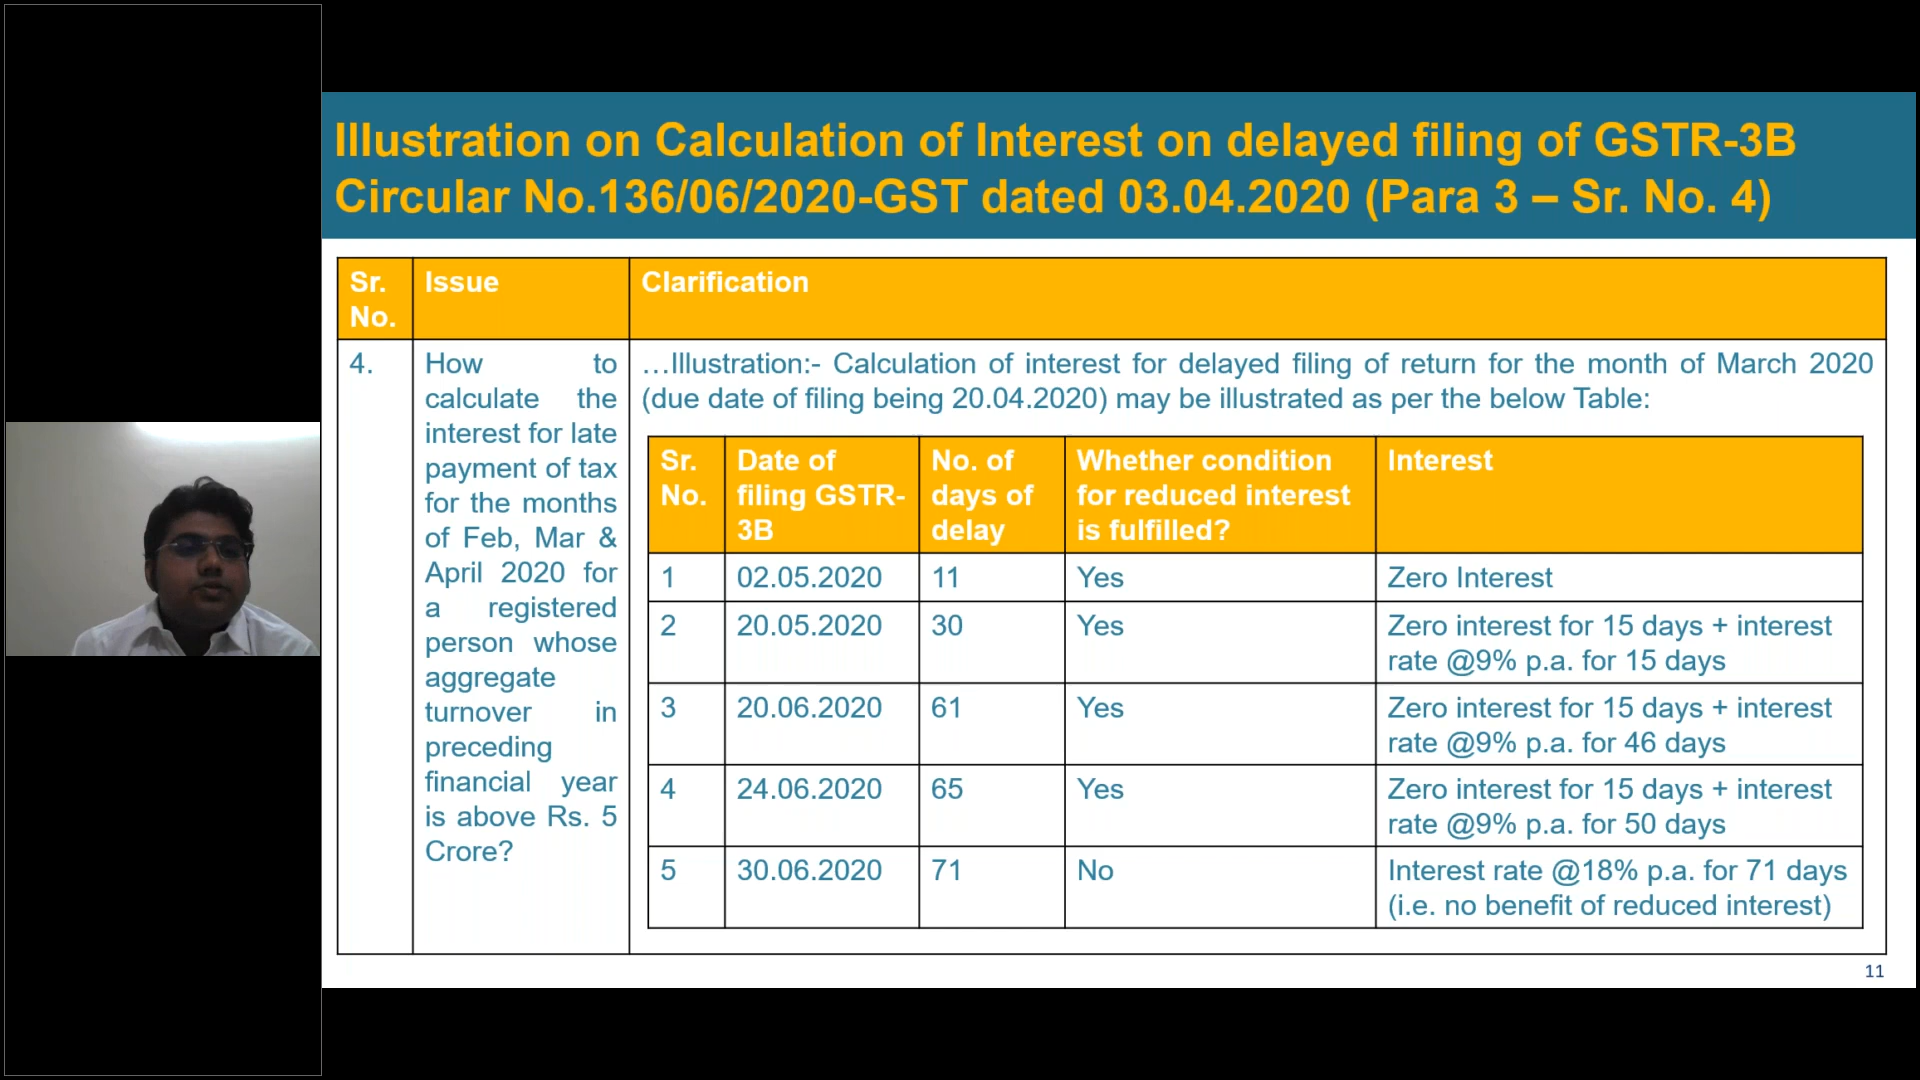 Illustration on Calculation of Interest on delayed filing of GSTR-3B
Circular No.136/06/2020-GST dated 03.04.2020 (Para 3 – Sr. No. 4)
Sr.
No.
Issue
Clarification
4.
How to
calculate the
interest for late
payment of tax
for the months
of Feb, Mar &
April 2020 for
a registered
person whose
aggregate
turnover in
preceding
financial year
is above Rs. 5
Crore?
…Illustration:- Calculation of interest for delayed filing of return for the month of March 2020
(due date of filing being 20.04.2020) may be illustrated as per the below Table:
Sr.
No.
Date of
filing GSTR-
3B
No. of
days of
delay
Whether condition
for reduced interest
is fulfilled?
Interest
1
02.05.2020
11
Yes
Zero Interest
2
20.05.2020
30
Yes
Zero interest for 15 days + interest
rate @9% p.a. for 15 days
3
20.06.2020
61
Yes
Zero interest for 15 days + interest
rate @9% p.a. for 46 days
4
24.06.2020
65
Yes
Zero interest for 15 days + interest
rate @9% p.a. for 50 days
5
30.06.2020
71
No
Interest rate @18% p.a. for 71 days
(i.e. no benefit of reduced interest)
11